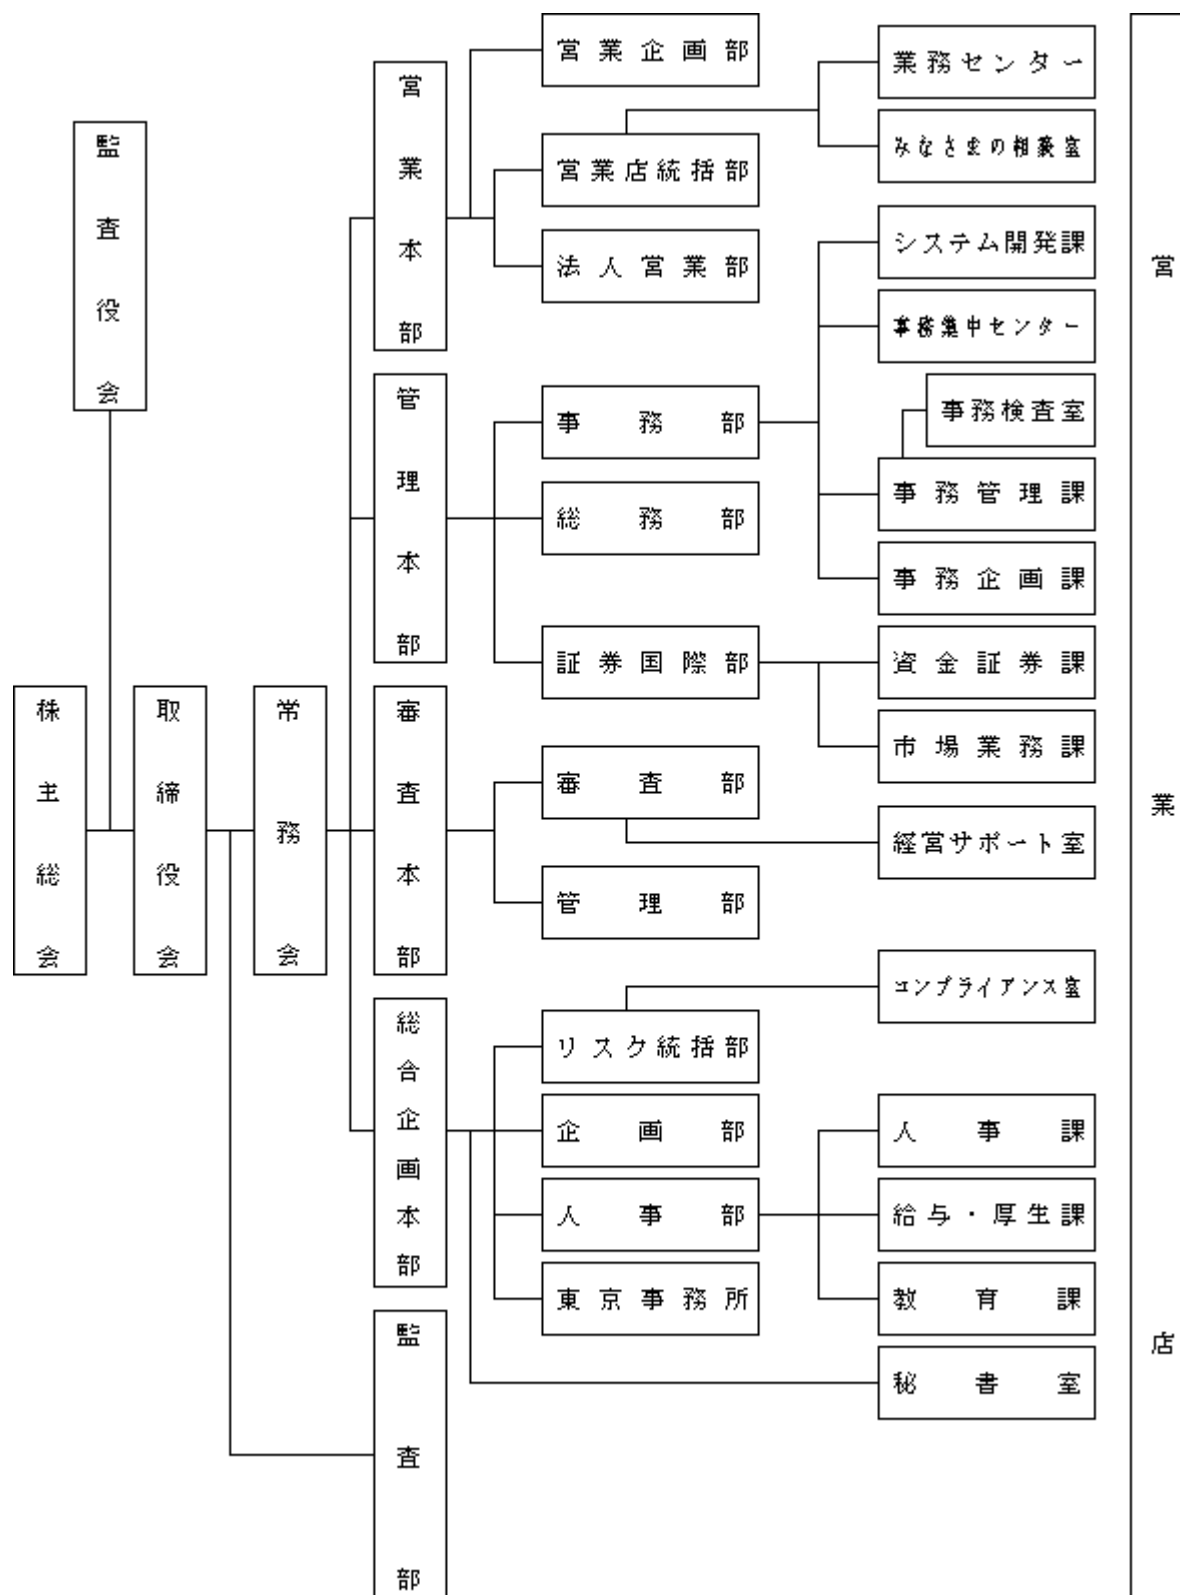 株主総会
監査役会
取締役会
常務会
営業本部
営業企画部
営業店統括部
業務センター
みなさまの相談室
法人営業部
管理本部
事務部
システム開発課
事務集中センター
事務検査室
事務管理課
事務企画課
総務部
証券国際部
資金証券課
市場業務課
審査本部
審査部
経営サポート室
管理部
総合企画本部
リスク統括部
コンプライアンス室
企画部
人事部
人事課
給与・厚生課
教育課
東京事務所
秘書室
監査部
営業店